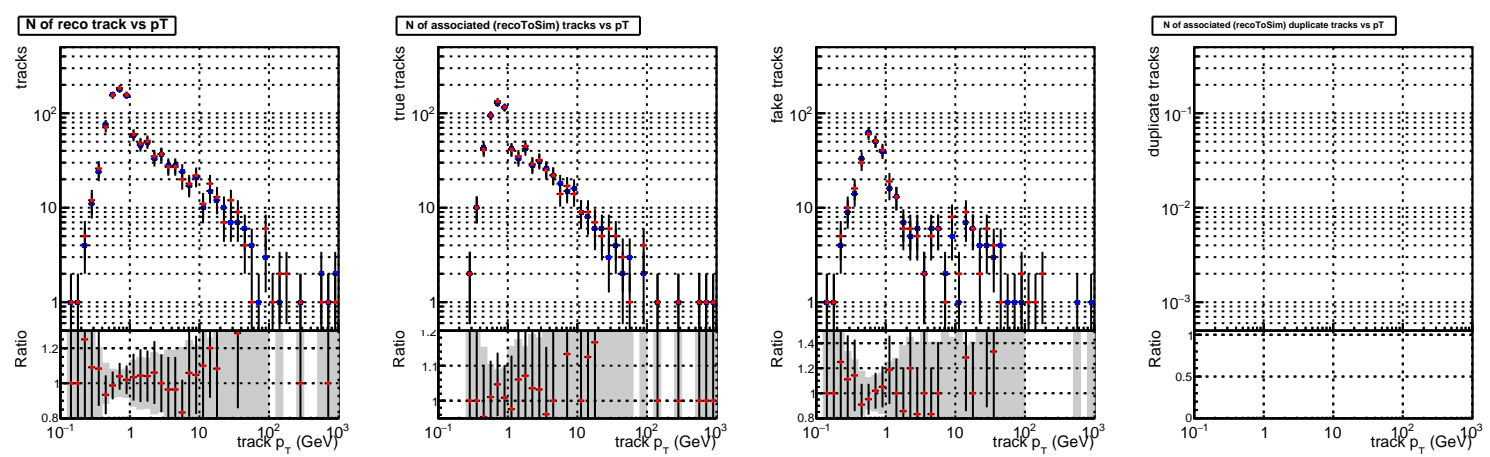 N of reco track vs pT
tracks
10²
10
1
Ratio
1.2
1
0.8
10⁻¹ 1 10 10² 10³
track p_T (GeV)
N of associated (recoToSim) tracks vs pT
true tracks
10²
10
1
Ratio
1.2
1.1
1
10⁻¹ 1 10 10² 10³
track p_T (GeV)
fake tracks
10²
10
1
Ratio
1.4
1.2
1
0.8
10⁻¹ 1 10 10² 10³
track p_T (GeV)
N of associated (recoToSim) duplicate tracks vs pT
duplicate tracks
10⁻¹
10⁻²
10⁻³
Ratio
1
0.5
0
10⁻¹ 1 10 10² 10³
track p_T (GeV)